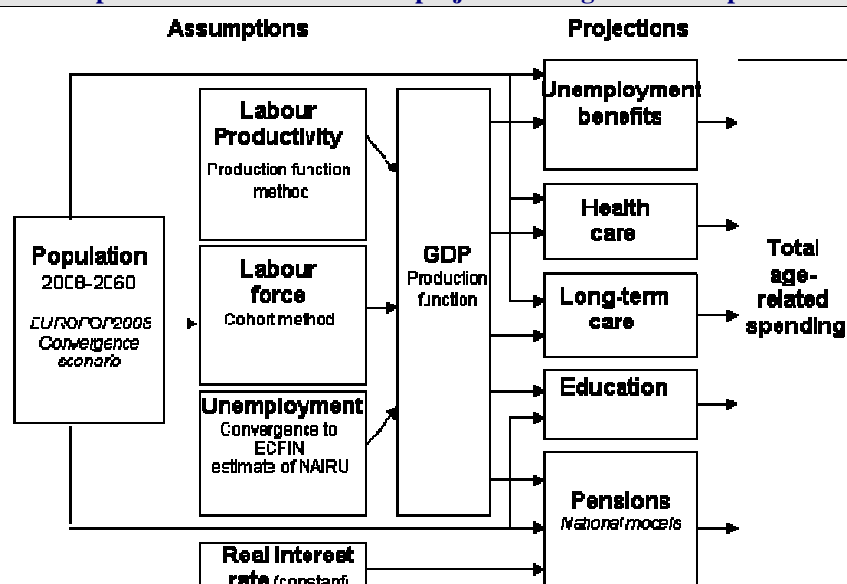 Assumptions
Projections
Labour
Productivity
Production function
method
Unemployment
benefits
Population
2008-2060
EUROPOP2008
Convergence
scenario
Labour
force
Cohort method
GDP
Production
function
Health
care
Long-term
care
Total
age-
related
spending
Unemployment
Convergence to
ECFIN
estimate of NAIRU
Education
Pensions
National models
Real interest
rate (constant)